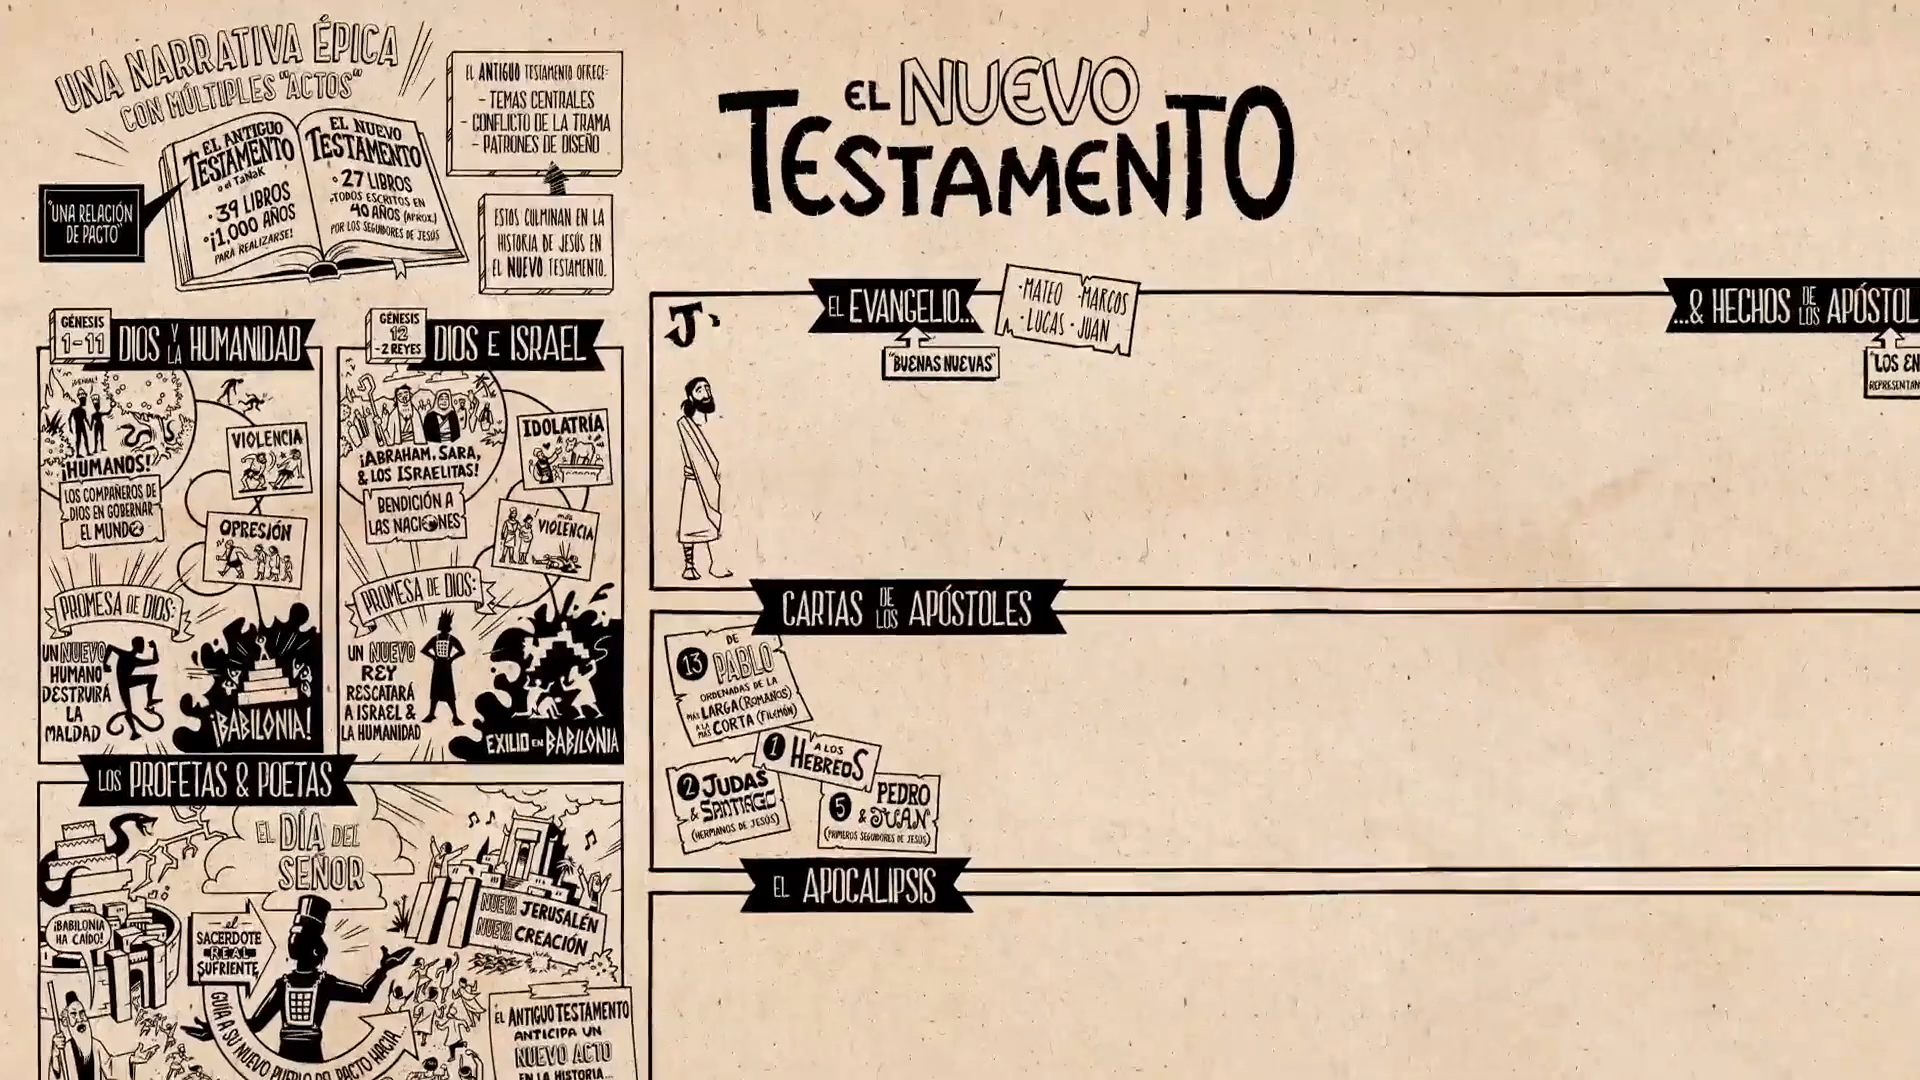 UNA NARRATIVA ÉPICA
CON MÚLTIPLES "ACTOS"
EL ANTIGUO
TESTAMENTO
o el TaNaK
• 39 LIBROS
• ¡1,000 AÑOS
PARA REALIZARSE!
EL NUEVO
TESTAMENTO
• 27 LIBROS
•TODOS ESCRITOS EN
40 AÑOS (APROX.)
POR LOS SEGUIDORES DE JESÚS
"UNA RELACIÓN
DE PACTO"
EL ANTIGUO TESTAMENTO OFRECE:
- TEMAS CENTRALES
- CONFLICTO DE LA TRAMA
- PATRONES DE DISEÑO
ESTOS CULMINAN EN LA
HISTORIA DE JESÚS EN
EL NUEVO TESTAMENTO.
GÉNESIS
1-11
DIOS Y LA HUMANIDAD
¡GENIAL!
¡HUMANOS!
LOS COMPAÑEROS DE
DIOS EN GOBERNAR
EL MUNDO
VIOLENCIA
OPRESIÓN
PROMESA DE DIOS:
UN NUEVO
HUMANO
DESTRUIRÁ
LA
MALDAD
¡BABILONIA!
GÉNESIS
12
-2 REYES
DIOS E ISRAEL
¡ABRAHAM, SARA,
& LOS ISRAELITAS!
BENDICIÓN A
LAS NACIONES
IDOLATRÍA
más
VIOLENCIA
PROMESA DE DIOS:
UN NUEVO
REY
RESCATARÁ
A ISRAEL &
LA HUMANIDAD
EXILIO EN BABILONIA
LOS PROFETAS & POETAS
EL DÍA DEL
SEÑOR
¡BABILONIA
HA CAÍDO!
el
SACERDOTE
REAL
SUFRIENTE
GUÍA A SU NUEVO PUEBLO DEL PACTO HACIA...
NUEVA JERUSALÉN
NUEVA CREACIÓN
EL ANTIGUO TESTAMENTO
ANTICIPA UN
NUEVO ACTO
EN LA HISTORIA...
EL NUEVO
TESTAMENTO
J
EL EVANGELIO...
"BUENAS NUEVAS"
·MATEO ·MARCOS
·LUCAS ·JUAN
...& HECHOS DE LOS APÓSTOL
"LOS EN
REPRESENTAN
CARTAS DE LOS APÓSTOLES
13 DE
PABLO
ORDENADAS DE LA
MÁS LARGA (ROMANOS)
A LA MÁS CORTA (FILEMÓN)
1 A LOS
HEBREOS
2 JUDAS
& SANTIAGO
(HERMANOS DE JESÚS)
5 PEDRO
& JUAN
(PRIMEROS SEGUIDORES DE JESÚS)
EL APOCALIPSIS